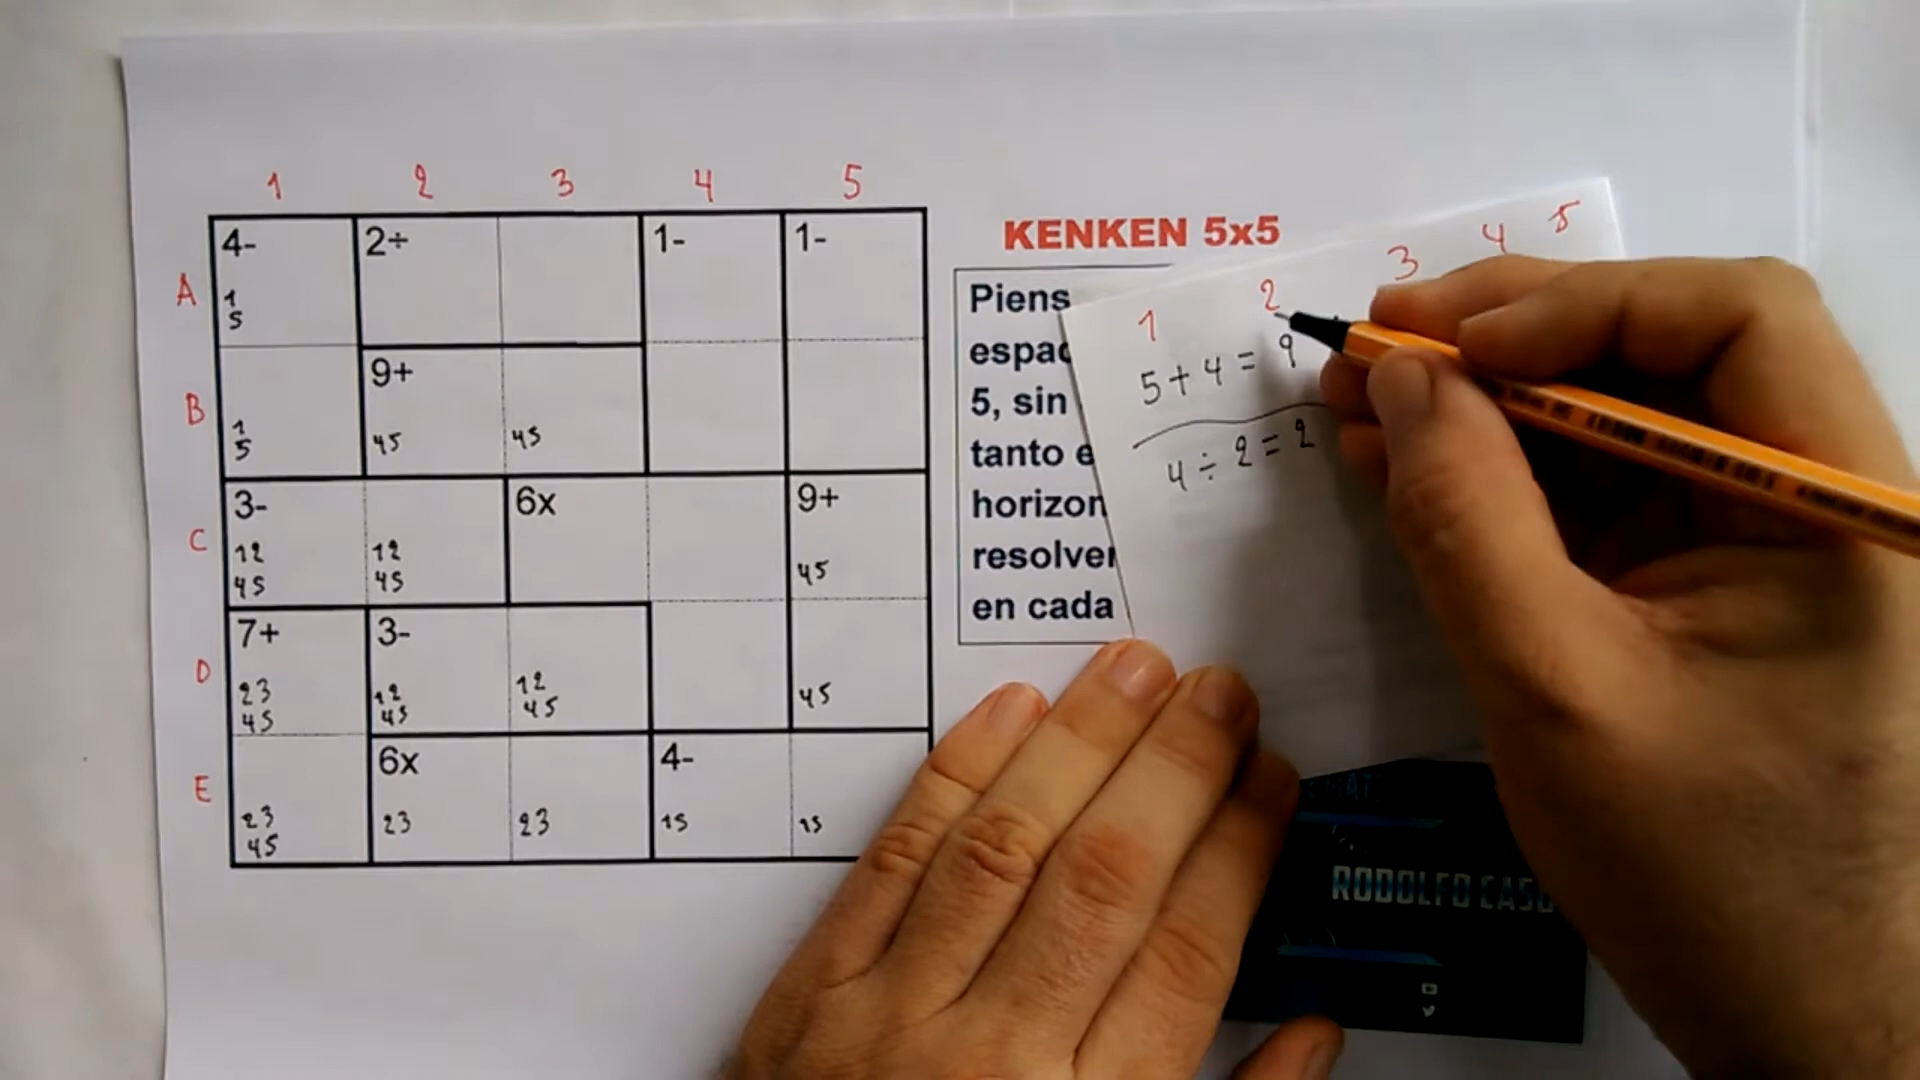 1 2 3 4 5
A 4- 2÷ 1- 1-
1
5
B 9+
1
5
45 45
C 3- 6x 9+
12 12
45 45 45
D 7+ 3-
23 12 12
45 45 45 45
E 6x 4-
23 23 23 15 15
45
KENKEN 5x5
Piens
espac
5, sin
tanto e
horizon
resolver
en cada
1 2 3 4 5
5+4=9
4÷2=2
RODOLFO CASO